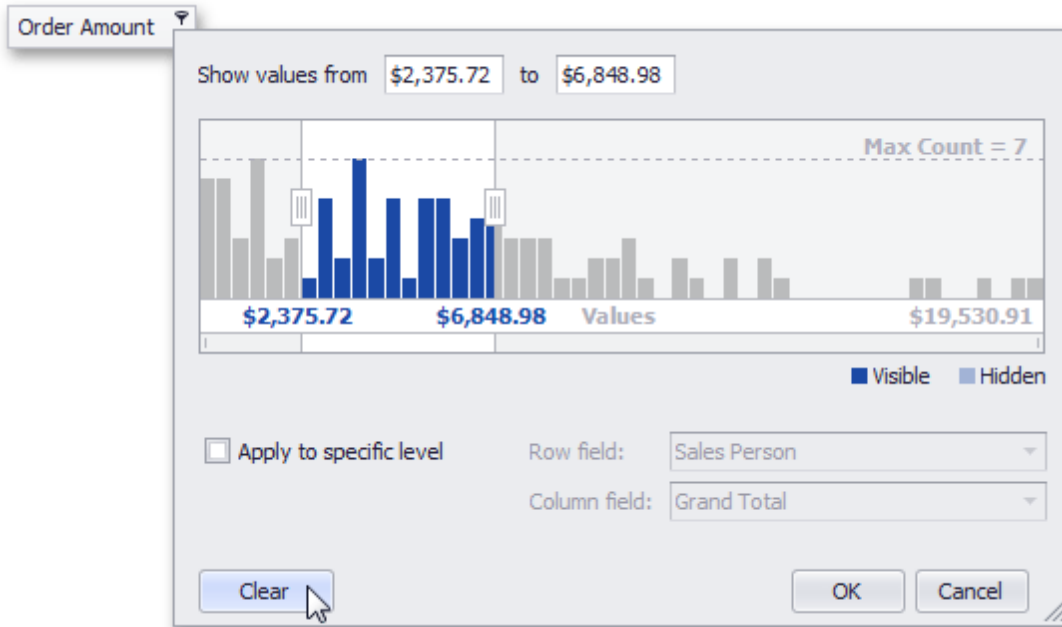 Order Amount
Show values from $2,375.72 to $6,848.98
Max Count = 7
$2,375.72 $6,848.98 Values $19,530.91
Visible Hidden
Apply to specific level Row field: Sales Person
Column field: Grand Total
Clear OK Cancel